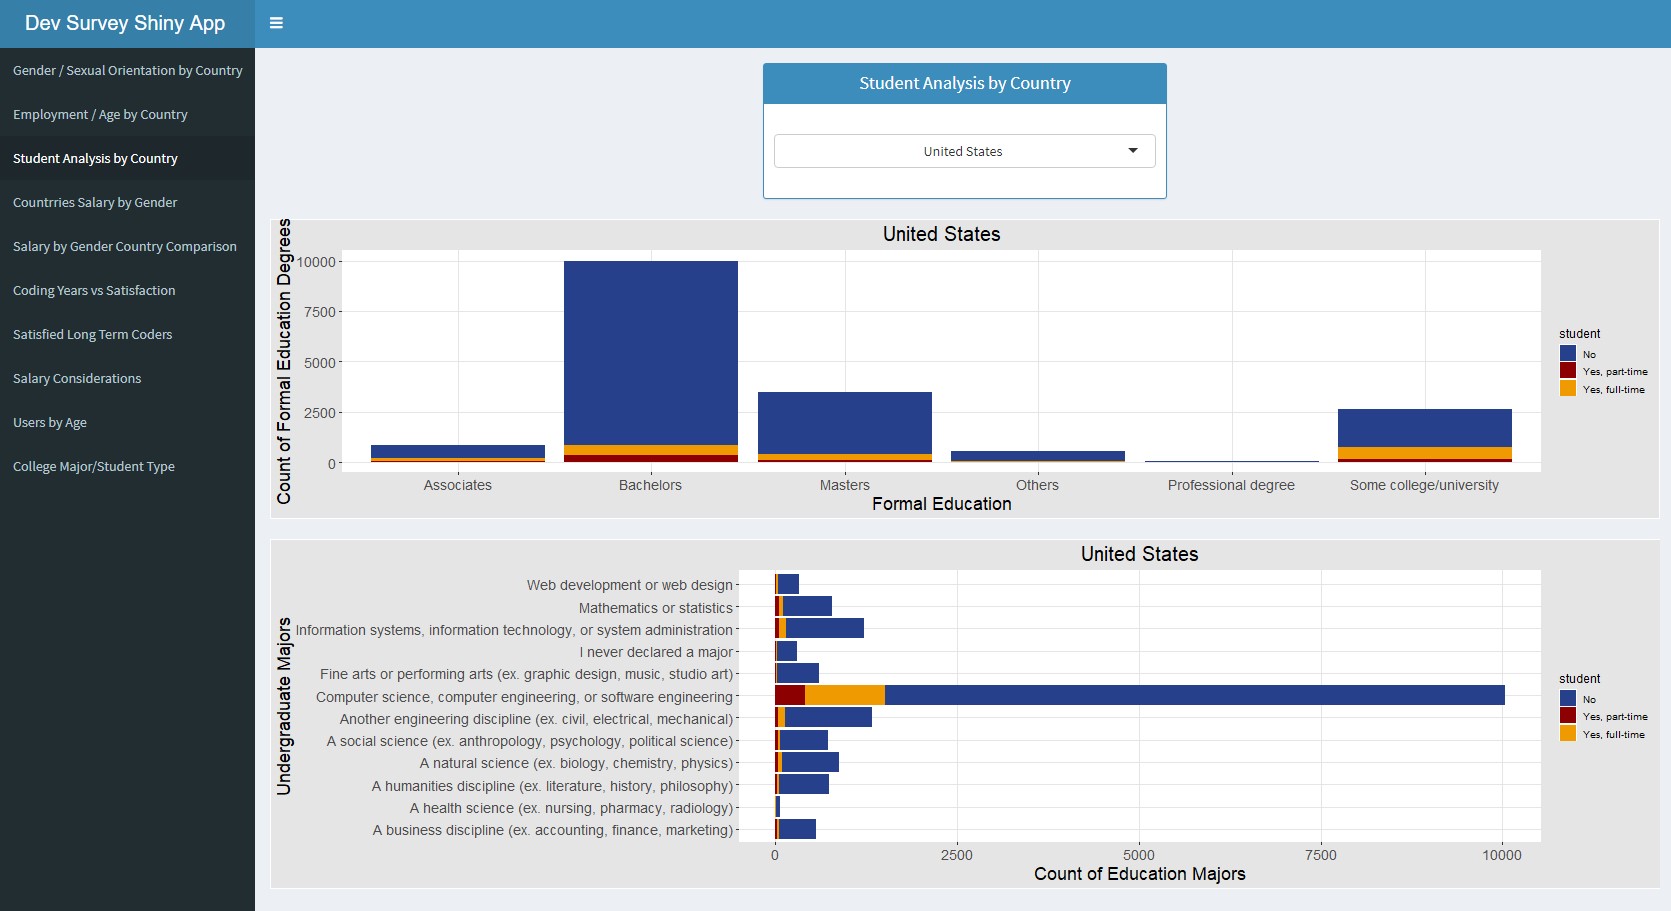 Dev Survey Shiny App
Gender / Sexual Orientation by Country
Employment / Age by Country
Student Analysis by Country
Countrries Salary by Gender
Salary by Gender Country Comparison
Coding Years vs Satisfaction
Satisfied Long Term Coders
Salary Considerations
Users by Age
College Major/Student Type
Student Analysis by Country
United States
United States
Count of Formal Education Degrees
10000
7500
5000
2500
0
Associates
Bachelors
Masters
Others
Professional degree
Some college/university
Formal Education
student
No
Yes, part-time
Yes, full-time
United States
Undergraduate Majors
Web development or web design
Mathematics or statistics
Information systems, information technology, or system administration
I never declared a major
Fine arts or performing arts (ex. graphic design, music, studio art)
Computer science, computer engineering, or software engineering
Another engineering discipline (ex. civil, electrical, mechanical)
A social science (ex. anthropology, psychology, political science)
A natural science (ex. biology, chemistry, physics)
A humanities discipline (ex. literature, history, philosophy)
A health science (ex. nursing, pharmacy, radiology)
A business discipline (ex. accounting, finance, marketing)
0
2500
5000
7500
10000
Count of Education Majors
student
No
Yes, part-time
Yes, full-time